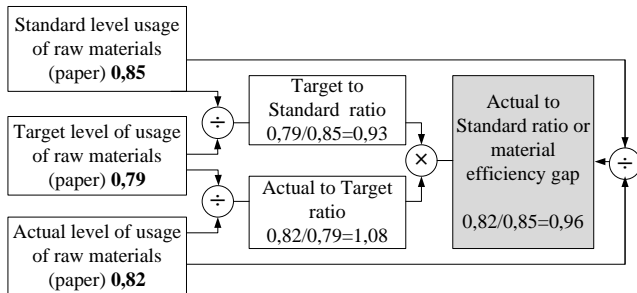 Standard level usage
of raw materials
(paper) 0,85
Target level of usage
of raw materials
(paper) 0,79
Actual level of usage
of raw materials
(paper) 0,82
÷
÷
Target to
Standard ratio
0,79/0,85=0,93
Actual to Target
ratio
0,82/0,79=1,08
×
Actual to
Standard ratio or
material
efficiency gap
0,82/0,85=0,96
÷